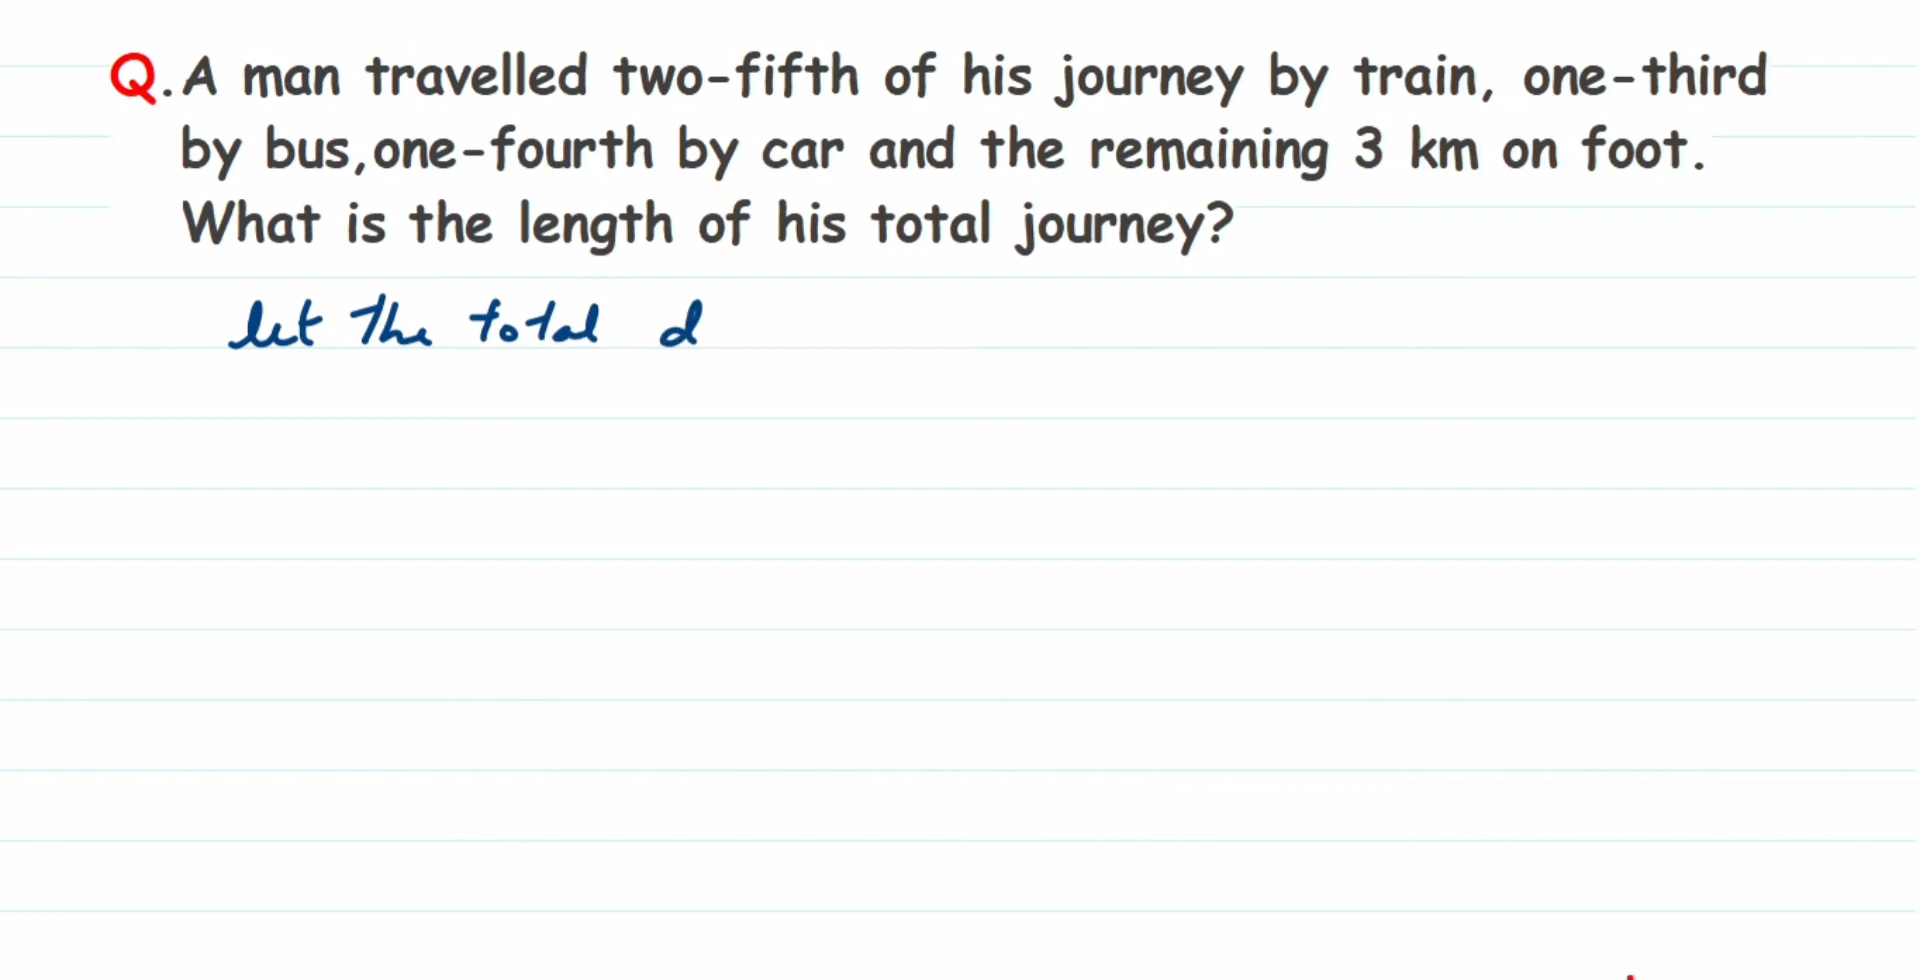 Q. A man travelled two-fifth of his journey by train, one-third
by bus,one-fourth by car and the remaining 3 km on foot.
What is the length of his total journey?
let the total d